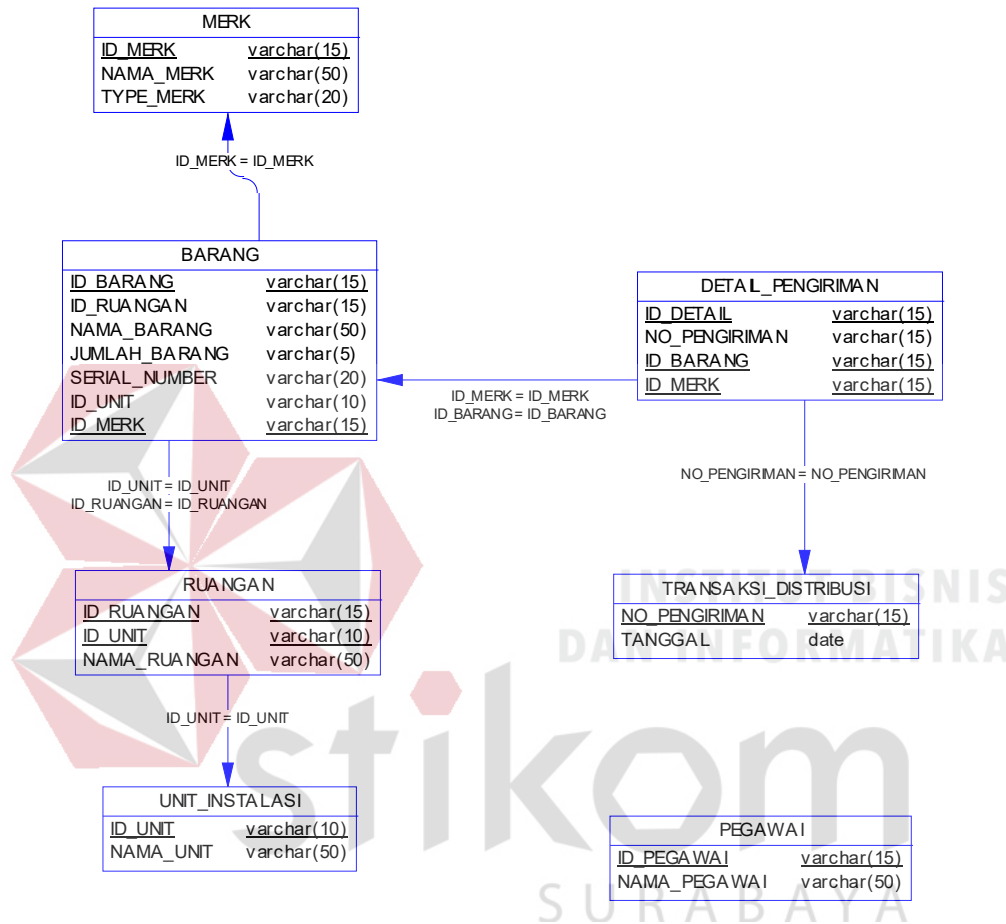 MERK
ID_MERK varchar(15)
NAMA_MERK varchar(50)
TYPE_MERK varchar(20)
ID_MERK = ID_MERK
BARANG
ID_BARANG varchar(15)
ID_RUANGAN varchar(15)
NAMA_BARANG varchar(50)
JUMLAH_BARANG varchar(5)
SERIAL_NUMBER varchar(20)
ID_UNIT varchar(10)
ID_MERK varchar(15)
DETAIL_PENGIRIMAN
ID_DETAIL varchar(15)
NO_PENGIRIMAN varchar(15)
ID_BARANG varchar(15)
ID_MERK varchar(15)
ID_MERK = ID_MERK
ID_BARANG = ID_BARANG
NO_PENGIRIMAN = NO_PENGIRIMAN
ID_UNIT = ID_UNIT
ID_RUANGAN = ID_RUANGAN
RUANGAN
ID_RUANGAN varchar(15)
ID_UNIT varchar(10)
NAMA_RUANGAN varchar(50)
TRANSAKSI_DISTRIBUSI
NO_PENGIRIMAN varchar(15)
TANGGAL date
INSTITUT BISNIS
DAN INFORMATIKA
ID_UNIT = ID_UNIT
stikom
SURABAYA
UNIT_INSTALASI
ID_UNIT varchar(10)
NAMA_UNIT varchar(50)
PEGAWAI
ID_PEGAWAI varchar(15)
NAMA_PEGAWAI varchar(50)